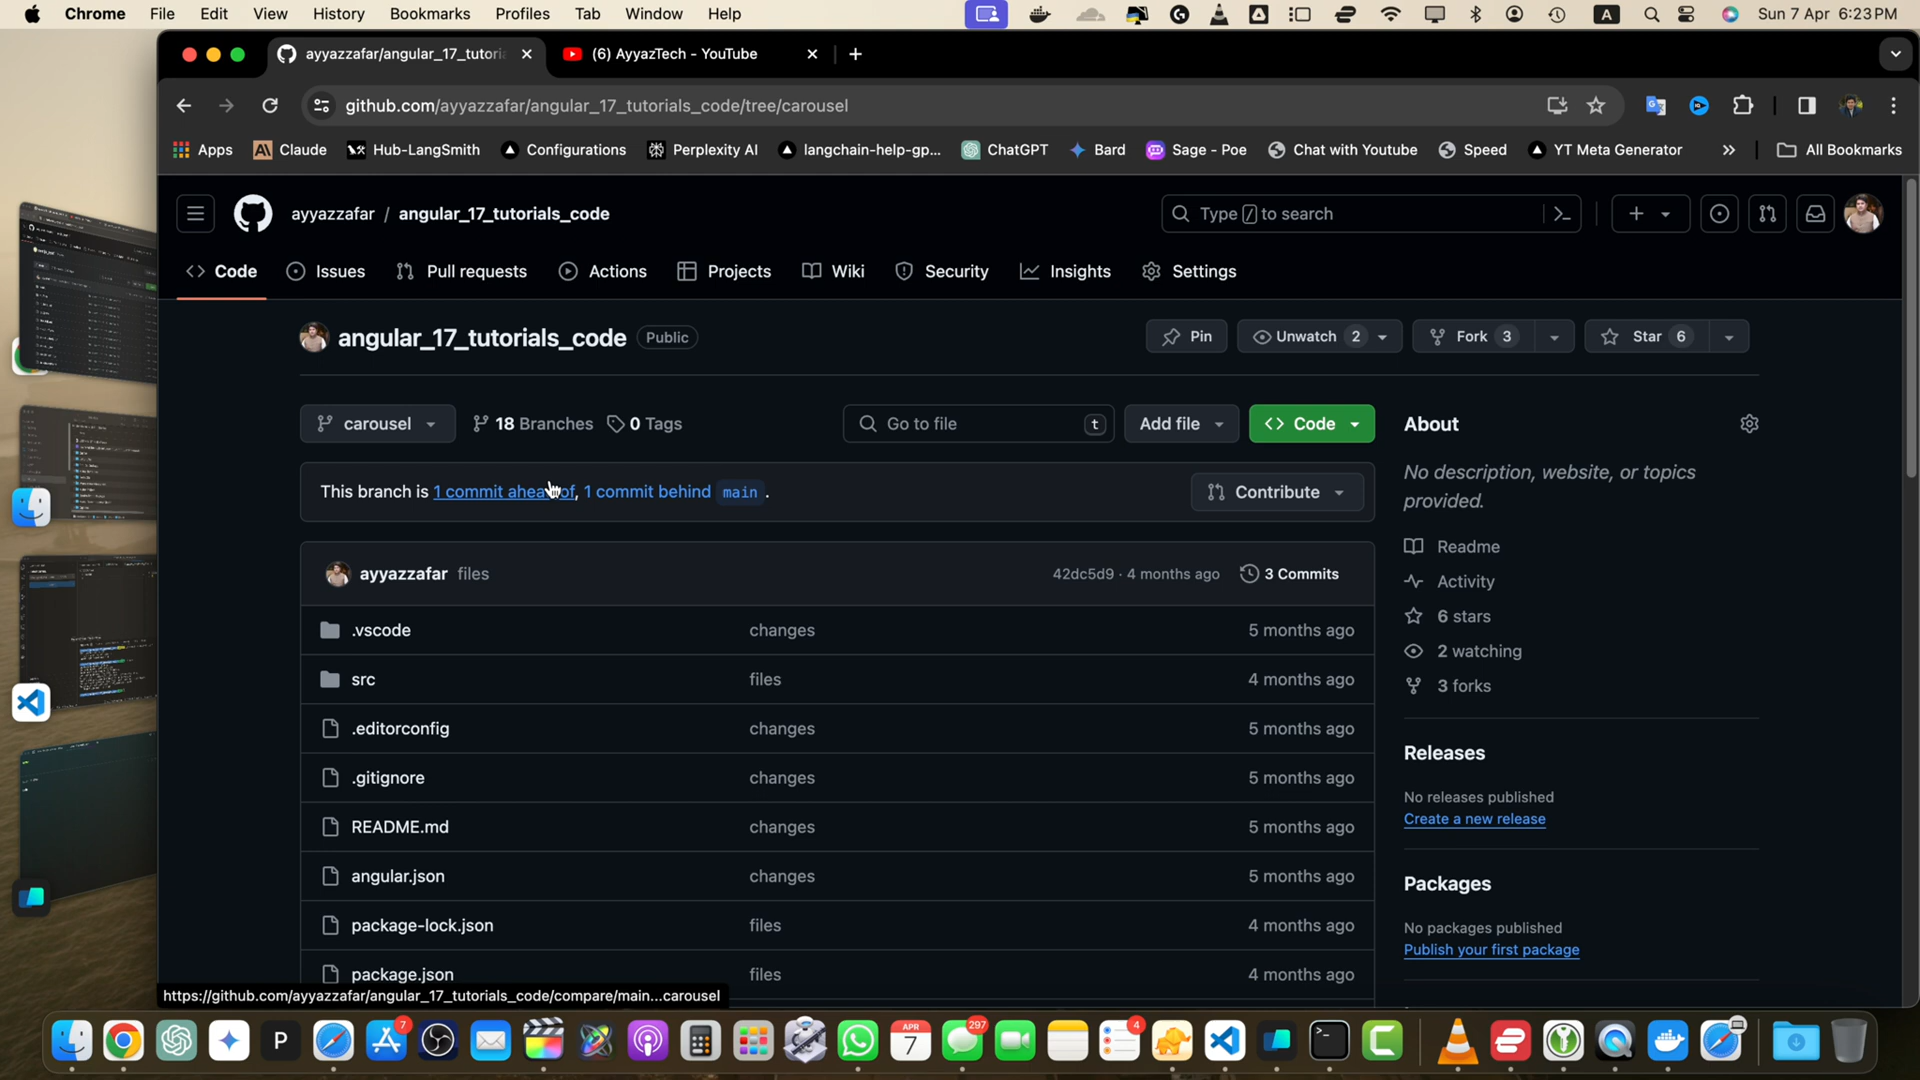 Chrome File Edit View History Bookmarks Profiles Tab Window Help A Sun 7 Apr 6:23 PM
ayyazzafar/angular_17_tutori (6) AyyazTech - YouTube
github.com/ayyazzafar/angular_17_tutorials_code/tree/carousel
Apps Claude Hub-LangSmith Configurations Perplexity AI langchain-help-gp... ChatGPT Bard Sage - Poe Chat with Youtube Speed YT Meta Generator All Bookmarks
ayyazzafar / angular_17_tutorials_code Type / to search
Code Issues Pull requests Actions Projects Wiki Security Insights Settings
angular_17_tutorials_code Public Pin Unwatch 2 Fork 3 Star 6
carousel 18 Branches 0 Tags Go to file t Add file Code
This branch is 1 commit ahead of, 1 commit behind main . Contribute
ayyazzafar files 42dc5d9 · 4 months ago 3 Commits
.vscode changes 5 months ago
src files 4 months ago
.editorconfig changes 5 months ago
.gitignore changes 5 months ago
README.md changes 5 months ago
angular.json changes 5 months ago
package-lock.json files 4 months ago
package.json files 4 months ago
About
No description, website, or topics
provided.
Readme
Activity
6 stars
2 watching
3 forks
Releases
No releases published
Create a new release
Packages
No packages published
Publish your first package
https://github.com/ayyazzafar/angular_17_tutorials_code/compare/main...carousel
P 7 APR 7 297 4